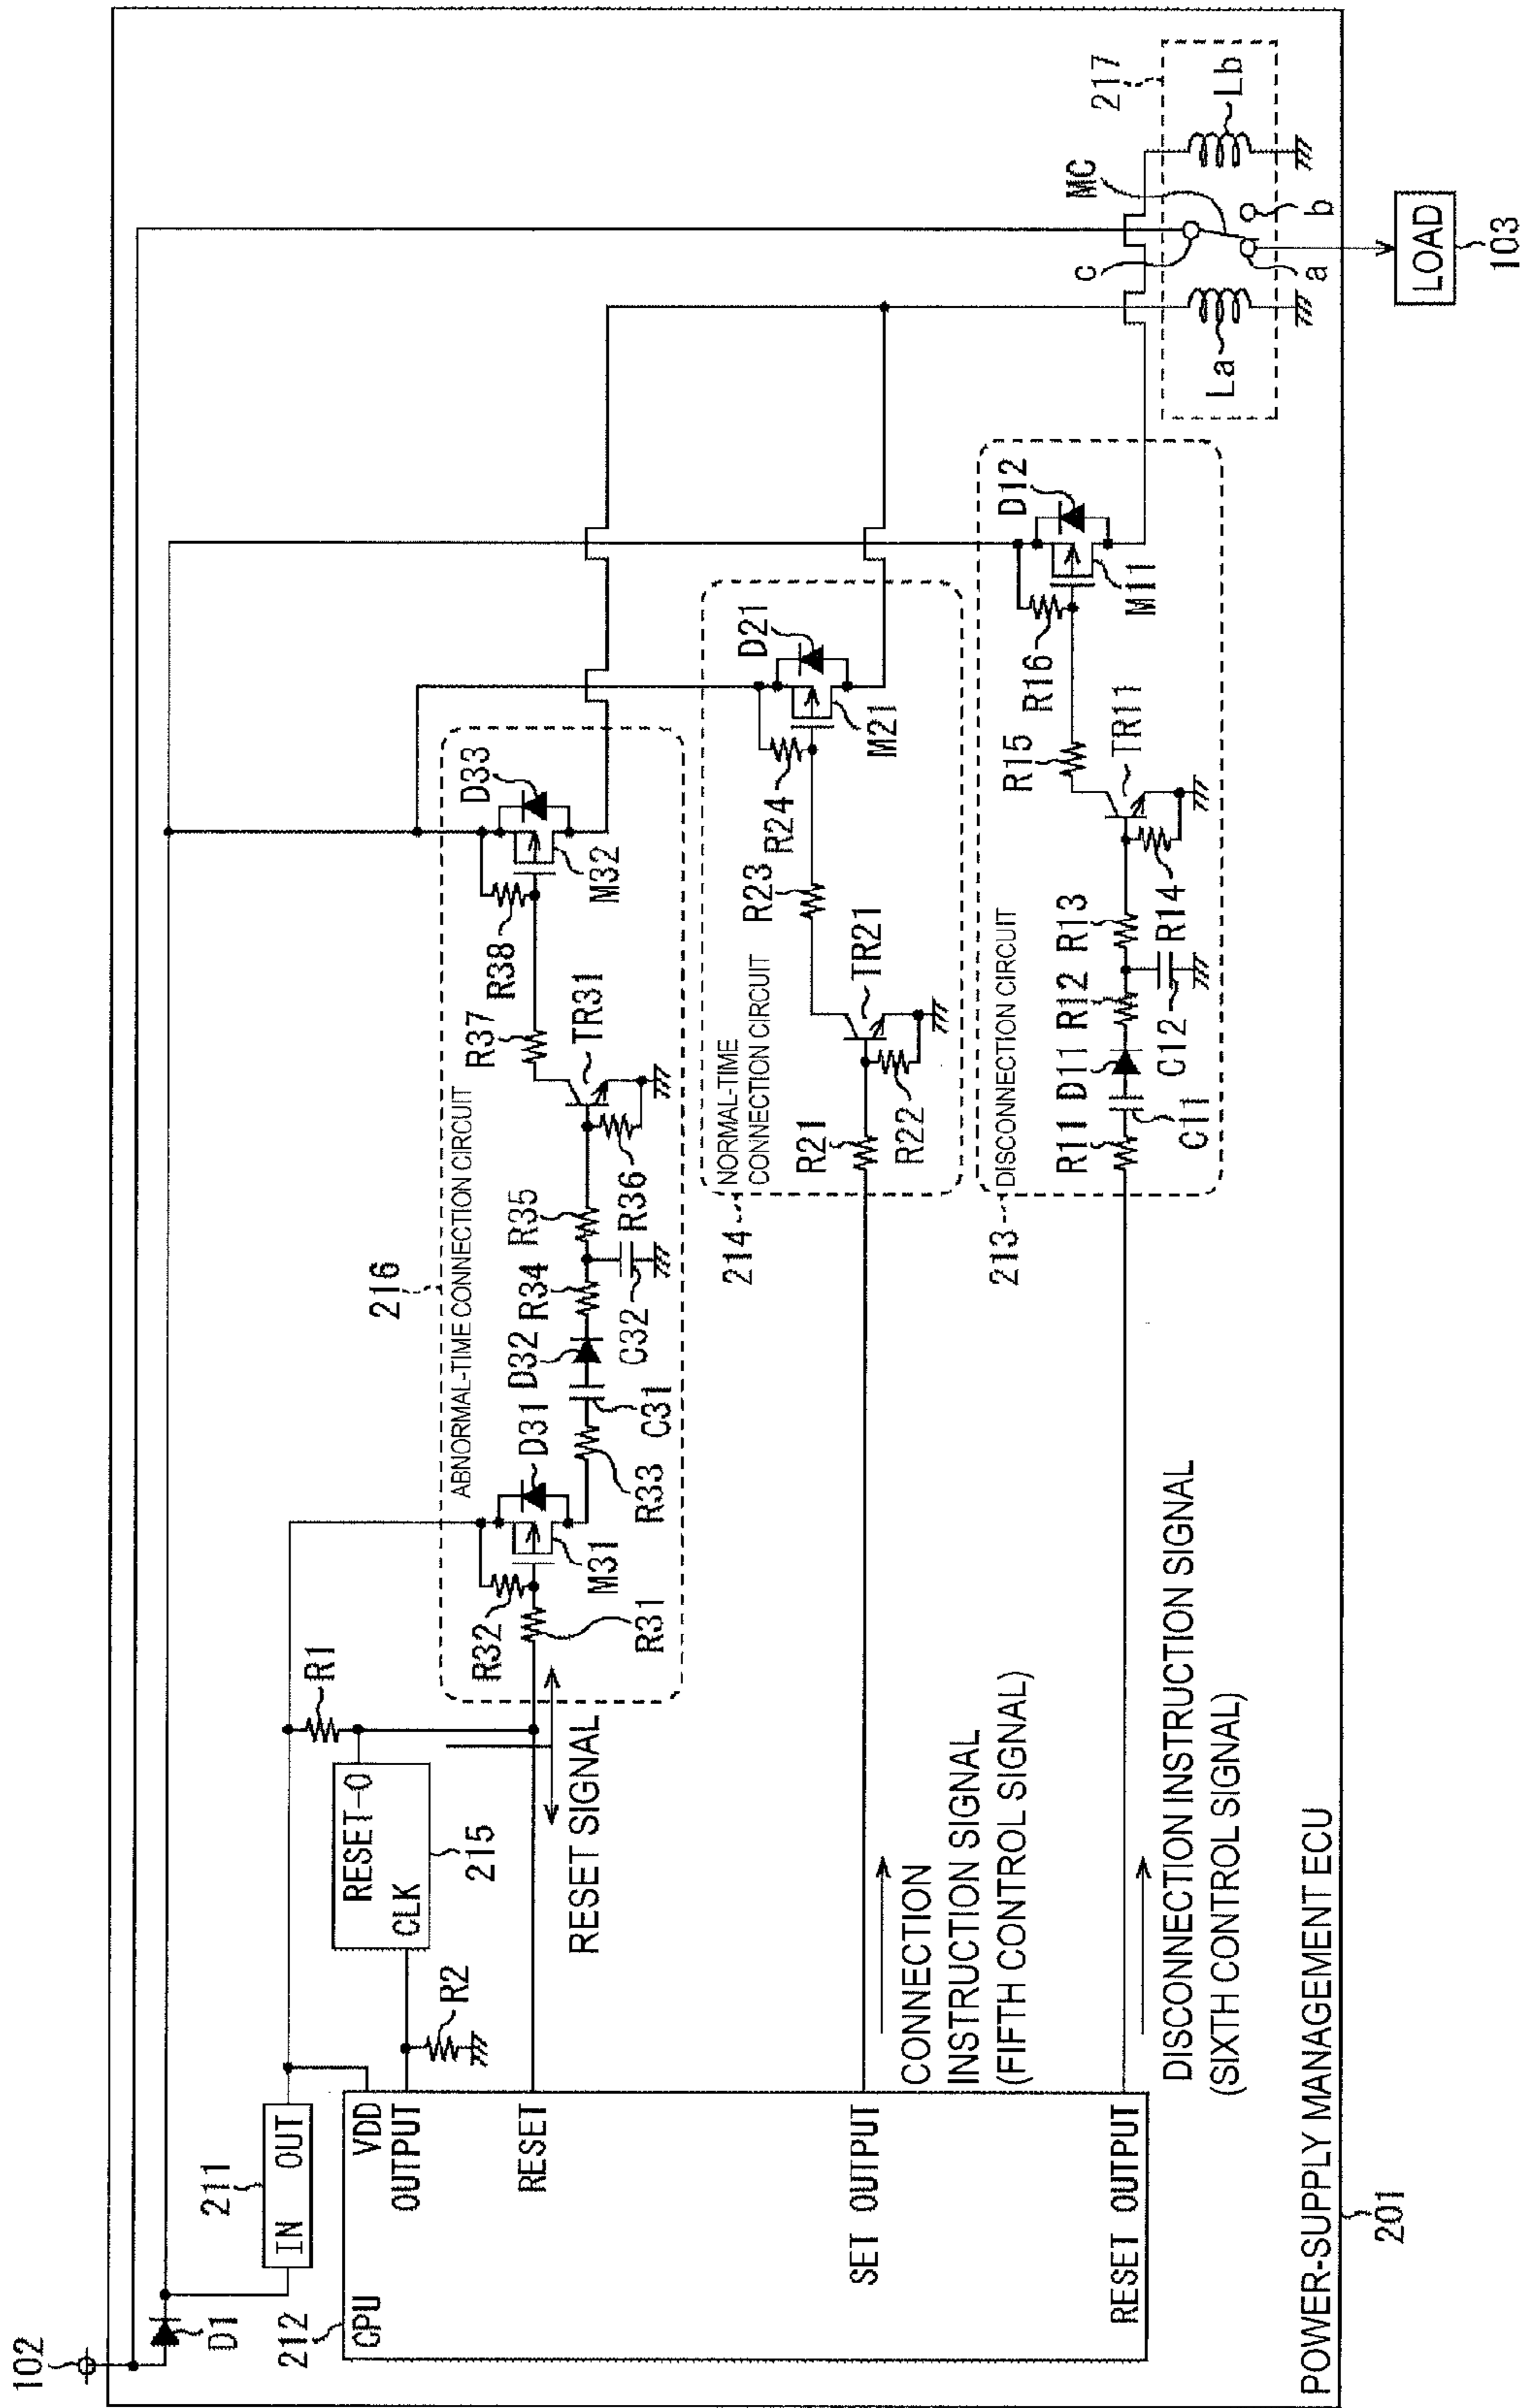 102
D1
211
IN OUT
212
CPU
VDD
OUTPUT
RESET
SET OUTPUT
RESET OUTPUT
R2
RESET-O
CLK
215
R1
RESET SIGNAL
216
ABNORMAL-TIME CONNECTION CIRCUIT
R32
R31
M31
D31
R33
C31
D32
R34
C32
R35
R36
TR31
R37
R38
M32
D33
CONNECTION
INSTRUCTION SIGNAL
(FIFTH CONTROL SIGNAL)
214
NORMAL-TIME
CONNECTION CIRCUIT
R21
R22
TR21
R23
R24
M21
D21
DISCONNECTION INSTRUCTION SIGNAL
(SIXTH CONTROL SIGNAL)
213
DISCONNECTION CIRCUIT
R11
C11
D11
R12
C12
R13
R14
TR11
R15
R16
M11
D12
217
La
Lb
MC
c
a
b
LOAD
103
POWER-SUPPLY MANAGEMENT ECU
201